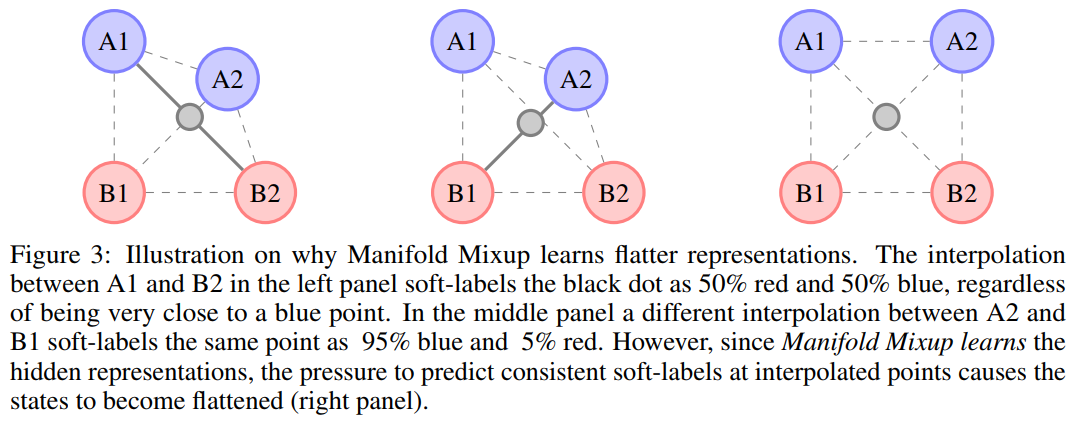 A1
A2
B1
B2
A1
A2
B1
B2
A1
A2
B1
B2
Figure 3: Illustration on why Manifold Mixup learns flatter representations. The interpolation
between A1 and B2 in the left panel soft-labels the black dot as 50% red and 50% blue, regardless
of being very close to a blue point. In the middle panel a different interpolation between A2 and
B1 soft-labels the same point as 95% blue and 5% red. However, since Manifold Mixup learns the
hidden representations, the pressure to predict consistent soft-labels at interpolated points causes the
states to become flattened (right panel).